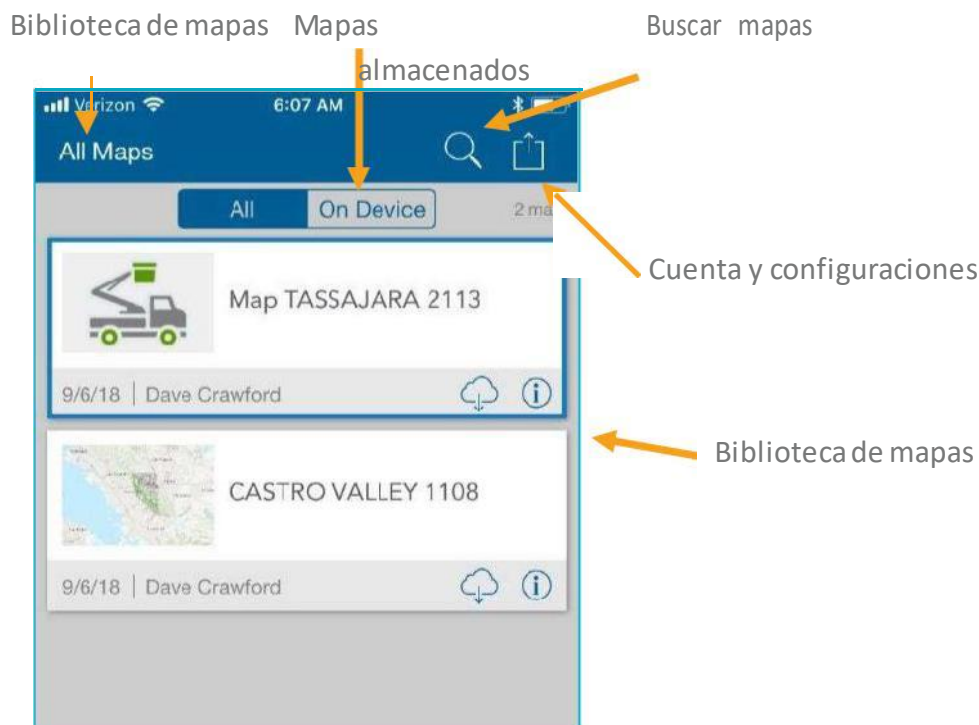 Biblioteca de mapas Mapas almacenados
Buscar mapas
Verizon 6:07 AM
All Maps
All On Device 2
Cuenta y configuraciones
Map TASSAJARA 2113
9/6/18 | Dave Crawford
Biblioteca de mapas
CASTRO VALLEY 1108
9/6/18 | Dave Crawford